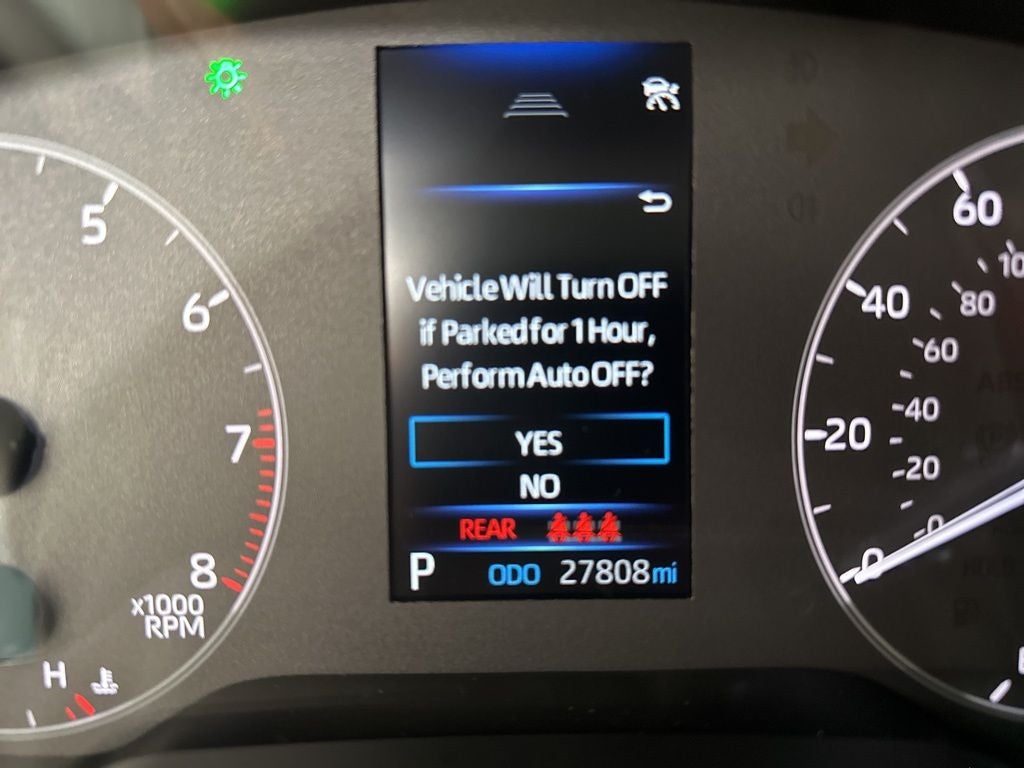 5
6
7
8
x1000
RPM
H
Vehicle Will Turn OFF
if Parked for 1 Hour,
Perform Auto OFF?
YES
NO
REAR
P ODO 27808 mi
60
40
20
0
80
60
40
20
0